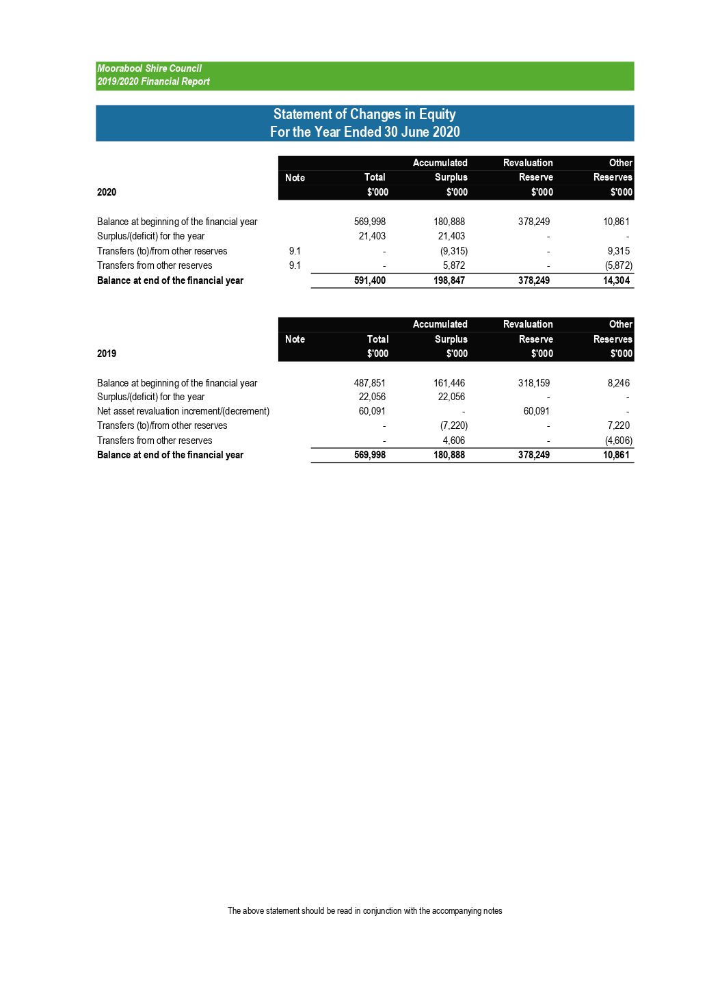 Moorabool Shire Council
2019/2020 Financial Report
Statement of Changes in Equity
For the Year Ended 30 June 2020
Accumulated Revaluation Other
Note Total Surplus Reserve Reserves
2020 $'000 $'000 $'000 $'000
Balance at beginning of the financial year 569,998 180,888 378,249 10,861
Surplus/(deficit) for the year 21,403 21,403 - -
Transfers (to)/from other reserves 9.1 - (9,315) - 9,315
Transfers from other reserves 9.1 - 5,872 - (5,872)
Balance at end of the financial year 591,400 198,847 378,249 14,304
Accumulated Revaluation Other
Note Total Surplus Reserve Reserves
2019 $'000 $'000 $'000 $'000
Balance at beginning of the financial year 487,851 161,446 318,159 8,246
Surplus/(deficit) for the year 22,056 22,056 - -
Net asset revaluation increment/(decrement) 60,091 - 60,091 -
Transfers (to)/from other reserves - (7,220) - 7,220
Transfers from other reserves - 4,606 - (4,606)
Balance at end of the financial year 569,998 180,888 378,249 10,861
The above statement should be read in conjunction with the accompanying notes